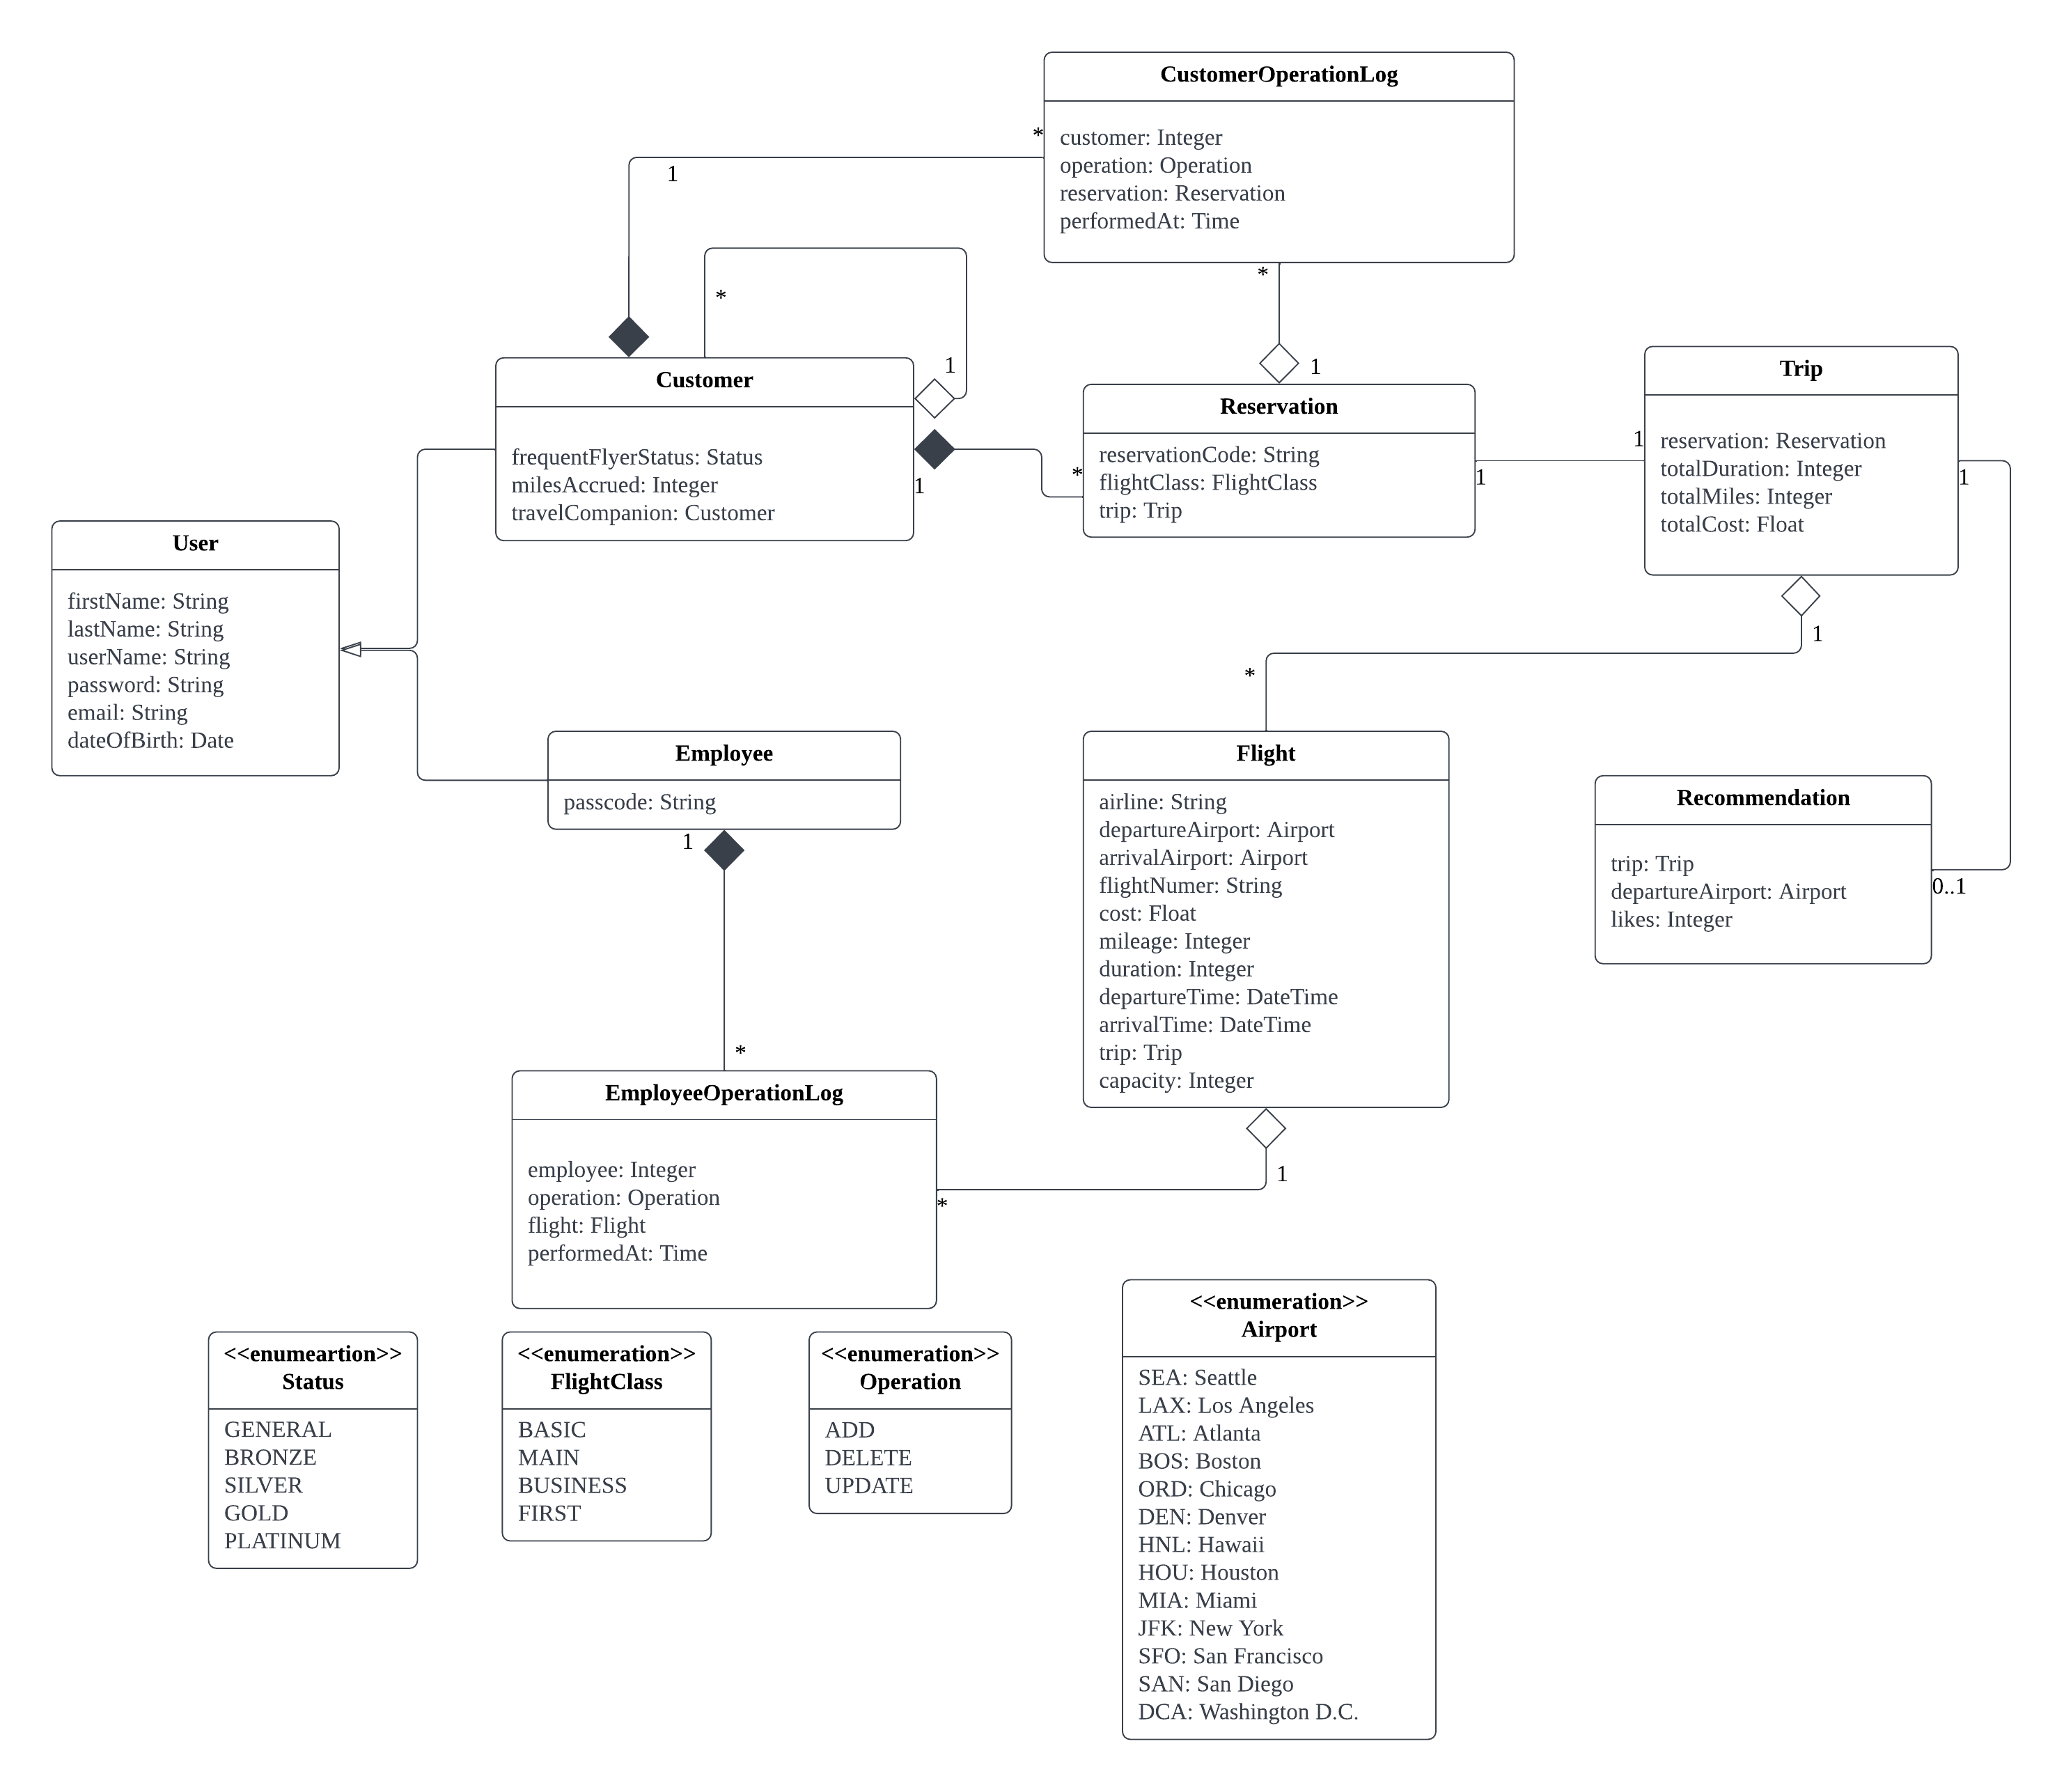 CustomerOperationLog
customer: Integer
operation: Operation
reservation: Reservation
performedAt: Time
*
1
*
1
*
1
Customer
frequentFlyerStatus: Status
milesAccrued: Integer
travelCompanion: Customer
1
*
Reservation
reservationCode: String
flightClass: FlightClass
trip: Trip
1
1
Trip
reservation: Reservation
totalDuration: Integer
totalMiles: Integer
totalCost: Float
1
1
*
User
firstName: String
lastName: String
userName: String
password: String
email: String
dateOfBirth: Date
Employee
passcode: String
1
*
Flight
airline: String
departureAirport: Airport
arrivalAirport: Airport
flightNumer: String
cost: Float
mileage: Integer
duration: Integer
departureTime: DateTime
arrivalTime: DateTime
trip: Trip
capacity: Integer
1
*
Recommendation
trip: Trip
departureAirport: Airport
likes: Integer
0..1
EmployeeOperationLog
employee: Integer
operation: Operation
flight: Flight
performedAt: Time
<<enumeartion>>
Status
GENERAL
BRONZE
SILVER
GOLD
PLATINUM
<<enumeration>>
FlightClass
BASIC
MAIN
BUSINESS
FIRST
<<enumeration>>
Operation
ADD
DELETE
UPDATE
<<enumeration>>
Airport
SEA: Seattle
LAX: Los Angeles
ATL: Atlanta
BOS: Boston
ORD: Chicago
DEN: Denver
HNL: Hawaii
HOU: Houston
MIA: Miami
JFK: New York
SFO: San Francisco
SAN: San Diego
DCA: Washington D.C.